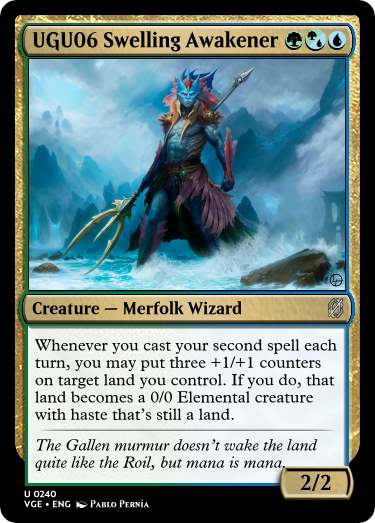 UGU06 Swelling Awakener
Creature — Merfolk Wizard
Whenever you cast your second spell each
turn, you may put three +1/+1 counters
on target land you control. If you do, that
land becomes a 0/0 Elemental creature
with haste that's still a land.
The Gallen murmur doesn't wake the land
quite like the Roil, but mana is mana.
2/2
U 0240
VGE • ENG Pablo Pernía